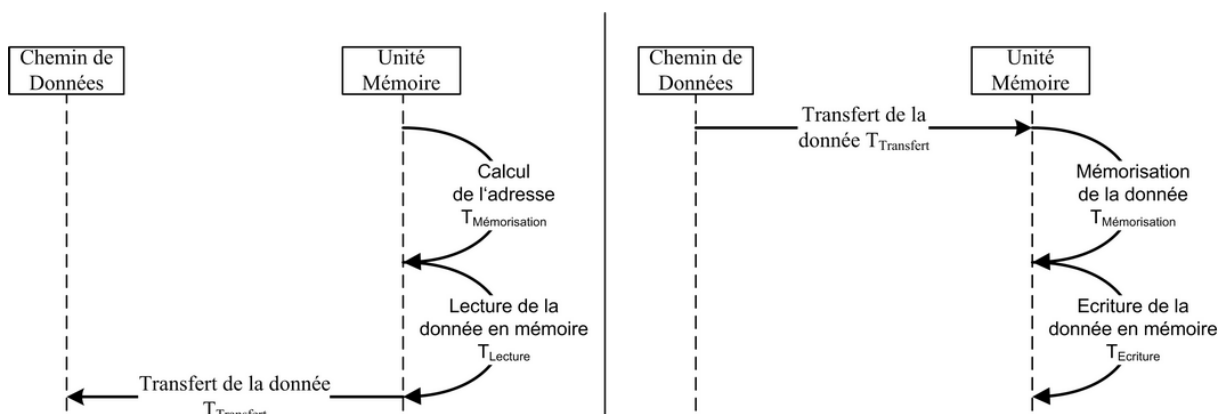 Chemin de
Données
Unité
Mémoire
Calcul
de l'adresse
TMémorisation
Lecture de la
donnée en mémoire
TLecture
Transfert de la donnée
TTransfert
Chemin de
Données
Unité
Mémoire
Transfert de la
donnée TTransfert
Mémorisation
de la donnée
TMémorisation
Ecriture de la
donnée en mémoire
TEcriture